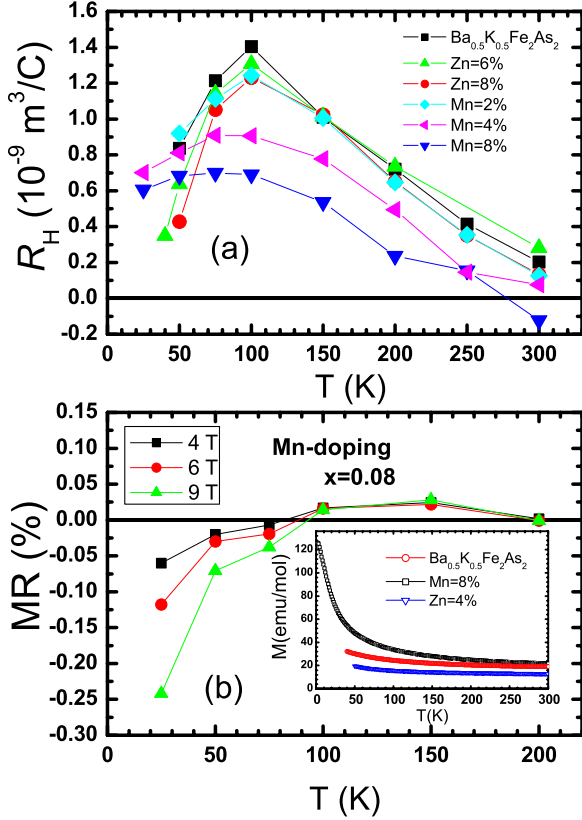 1.6
1.4
1.2
1.0
0.8
0.6
0.4
0.2
0.0
-0.2
R_H (10^-9 m^3/C)
Ba0.5K0.5Fe2As2
Zn=6%
Zn=8%
Mn=2%
Mn=4%
Mn=8%
(a)
50 100 150 200 250 300
T (K)
0.15
0.10
0.05
0.00
-0.05
-0.10
-0.15
-0.20
-0.25
-0.30
MR (%)
4 T
6 T
9 T
Mn-doping
x=0.08
(b)
M(emu/mol)
120
100
80
60
40
20
0
Ba0.5K0.5Fe2As2
Mn=8%
Zn=4%
0 50 100 150 200 250 300
T(K)
0 50 100 150 200
T (K)